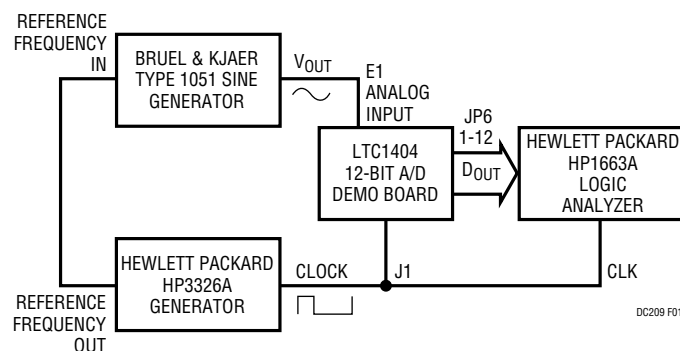 REFERENCE
FREQUENCY
IN
BRUEL & KJAER
TYPE 1051 SINE
GENERATOR
VOUT
E1
ANALOG
INPUT
LTC1404
12-BIT A/D
DEMO BOARD
JP6
1-12
DOUT
HEWLETT PACKARD
HP1663A
LOGIC
ANALYZER
HEWLETT PACKARD
HP3326A
GENERATOR
CLOCK
J1
CLK
REFERENCE
FREQUENCY
OUT
DC209 F01